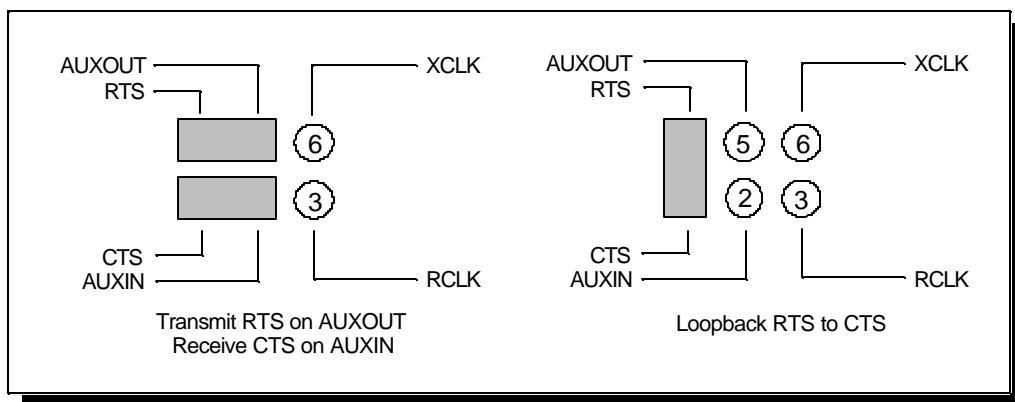 AUXOUT
RTS
XCLK
6
3
CTS
AUXIN
RCLK
Transmit RTS on AUXOUT
Receive CTS on AUXIN
AUXOUT
RTS
XCLK
5 6
2 3
CTS
AUXIN
RCLK
Loopback RTS to CTS